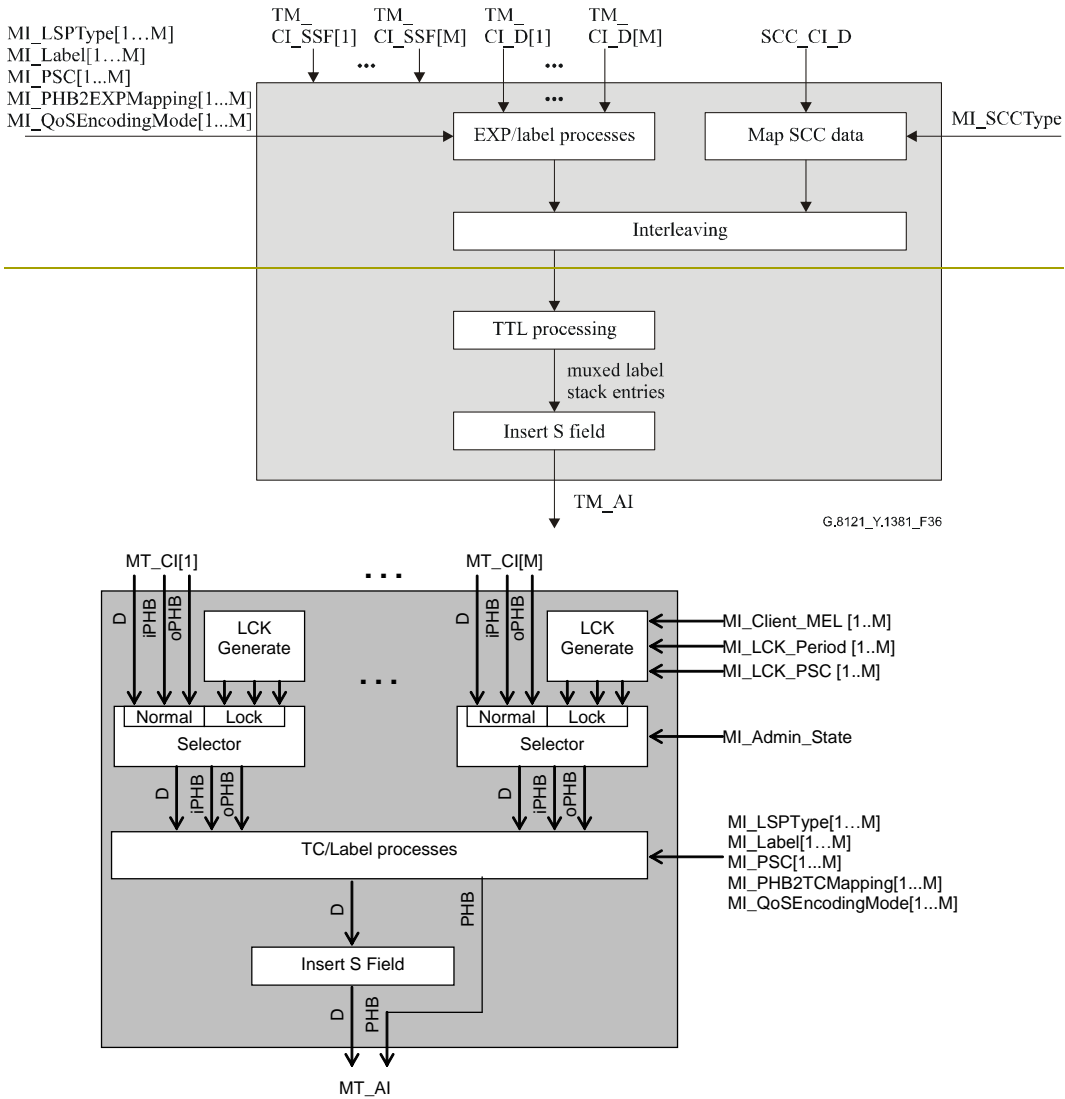 MI_LSPType[1…M]
MI_Label[1…M]
MI_PSC[1...M]
MI_PHB2EXPMapping[1...M]
MI_QoSEncodingMode[1...M]
TM_
CI_SSF[1]
...
TM_
CI_SSF[M]
TM_
CI_D[1]
...
...
TM_
CI_D[M]
SCC_CI_D
MI_SCCType
EXP/label processes
Map SCC data
Interleaving
TTL processing
muxed label
stack entries
Insert S field
TM_AI
G.8121_Y.1381_F36
MT_CI[1]
...
MT_CI[M]
D
iPHB
oPHB
LCK
Generate
D
iPHB
oPHB
LCK
Generate
MI_Client_MEL [1..M]
MI_LCK_Period [1..M]
MI_LCK_PSC [1..M]
...
Normal
Lock
Selector
Normal
Lock
Selector
MI_Admin_State
D
iPHB
oPHB
D
iPHB
oPHB
TC/Label processes
MI_LSPType[1…M]
MI_Label[1…M]
MI_PSC[1...M]
MI_PHB2TCMapping[1...M]
MI_QoSEncodingMode[1...M]
D
PHB
Insert S Field
D
PHB
MT_AI